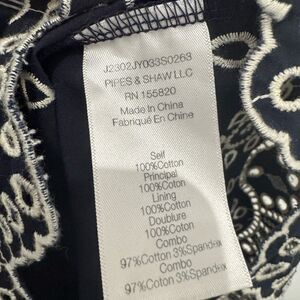 J2302JY033S0263
PIPES & SHAW LLC
RN 155820
Made In China
Fabriqué En Chine
Self
100%Cotton
Principal
100%Coton
Lining
100%Cotton
Doublure
100%Coton
Combo
97%Cotton 3%Spandex
Combo
97%Coton 3%Spandex